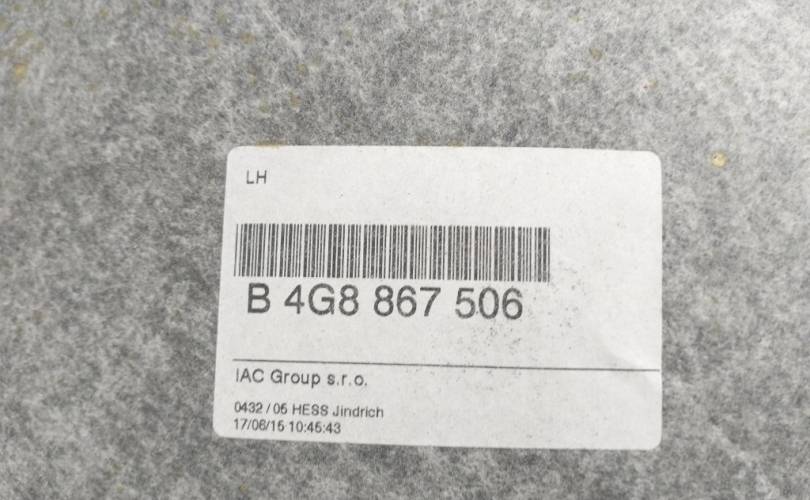 LH
B 4G8 867 506
IAC Group s.r.o.
0432 / 05 HESS Jindrich
17/06/15 10:45:43